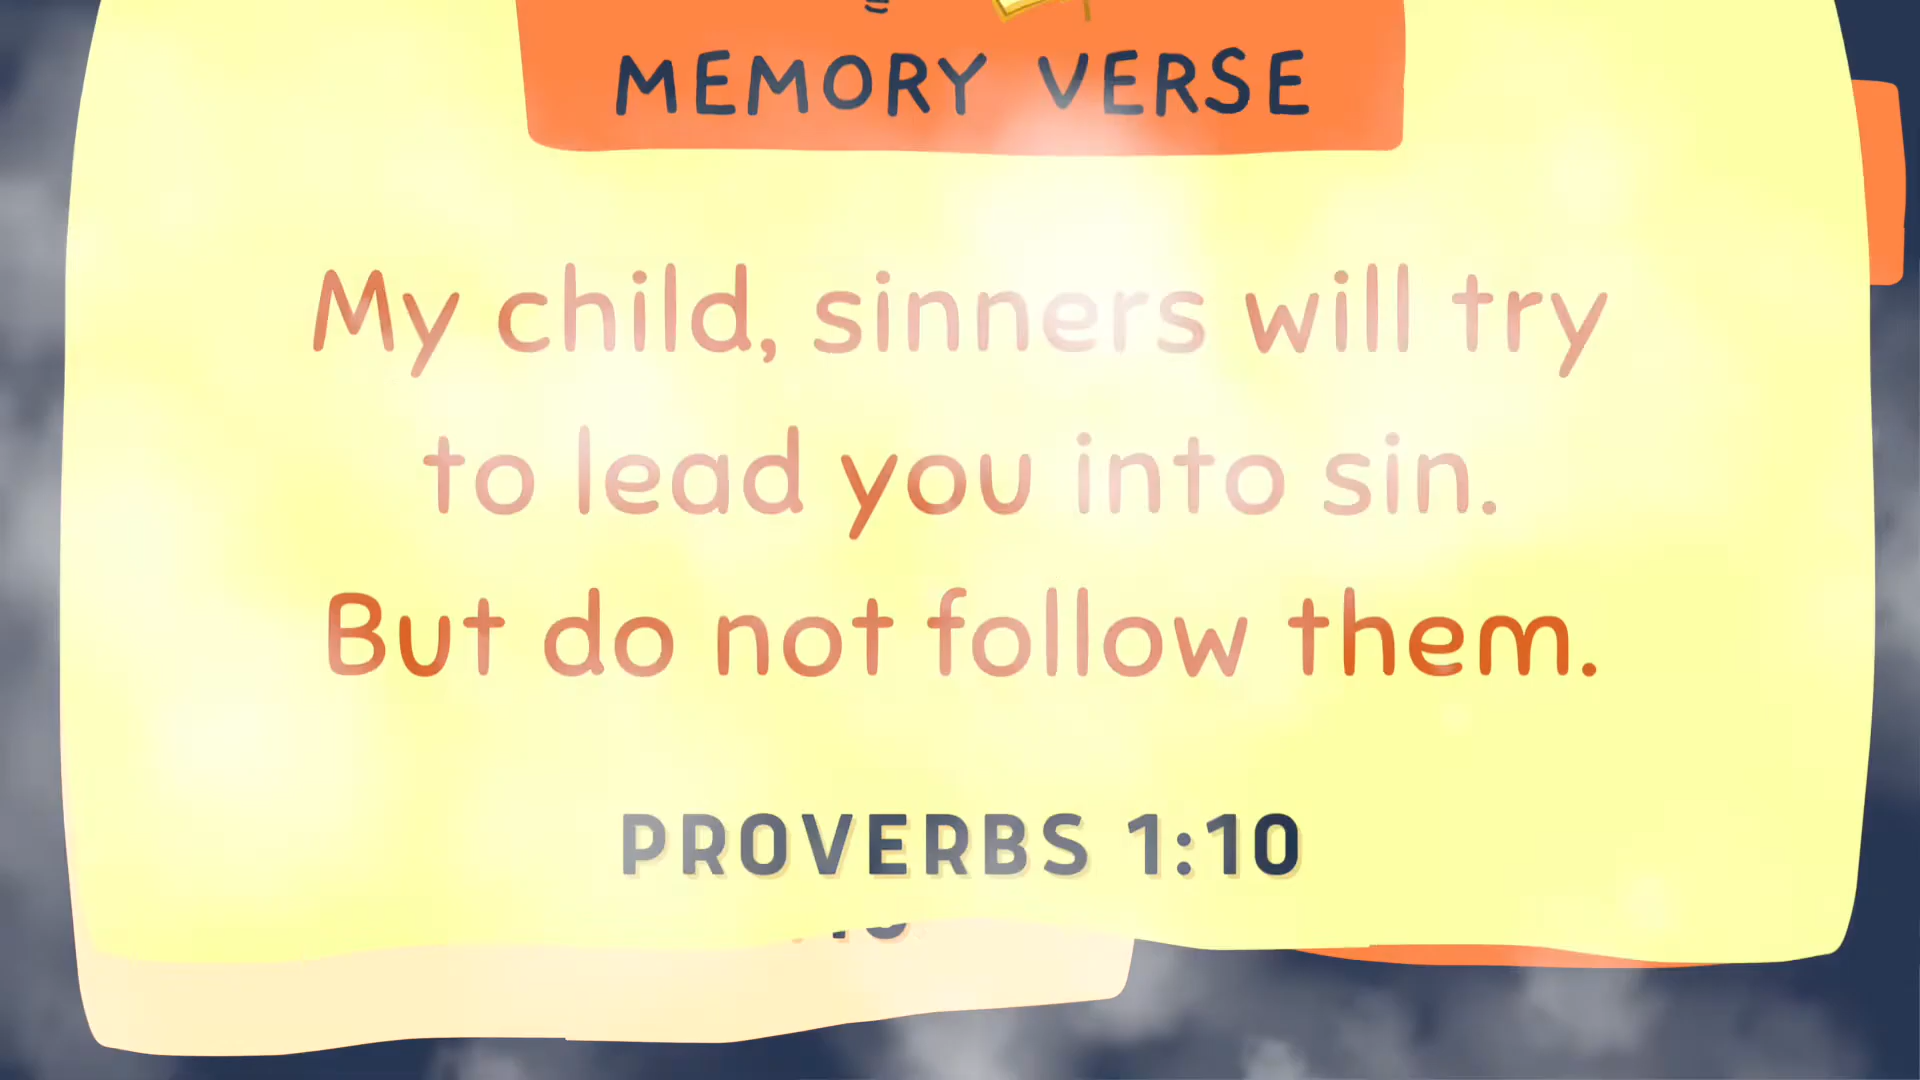 MEMORY VERSE
My child, sinners will try
to lead you into sin.
But do not follow them.
PROVERBS 1:10